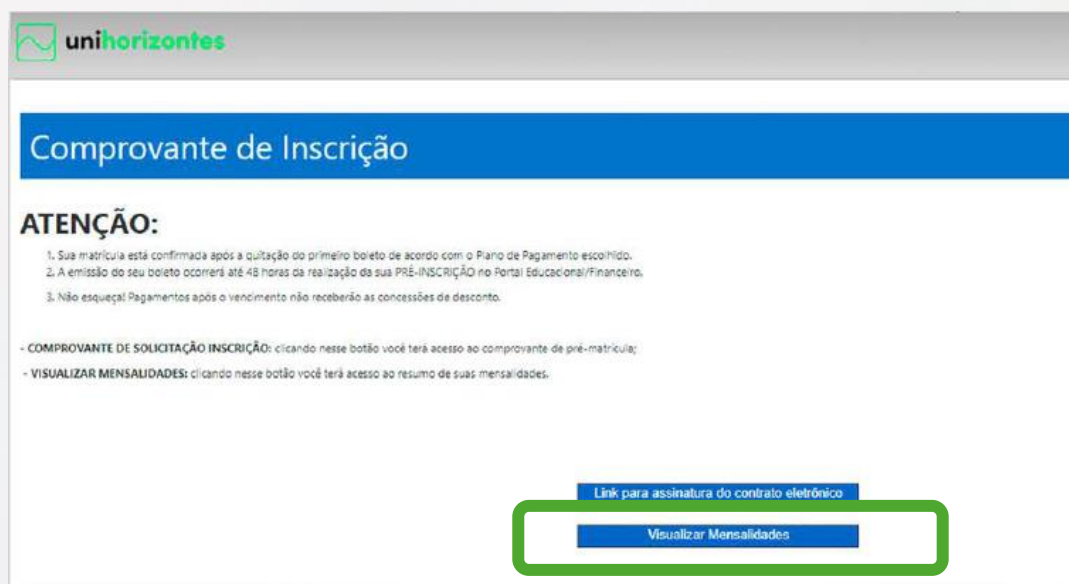 unihorizontes
Comprovante de Inscrição
ATENÇÃO:
1. Sua matrícula está confirmada após a quitação do primeiro boleto de acordo com o Plano de Pagamento escolhido.
2. A emissão do seu boleto ocorrerá até 48 horas da realização da sua PRÉ-INSCRIÇÃO no Portal Educacional/Financeiro.
3. Não esqueça! Pagamentos após o vencimento não receberão as concessões de desconto.
- COMPROVANTE DE SOLICITAÇÃO INSCRIÇÃO: clicando nesse botão você terá acesso ao comprovante de pré-matrícula;
- VISUALIZAR MENSALIDADES: clicando nesse botão você terá acesso ao resumo de suas mensalidades.
Link para assinatura do contrato eletrônico
Visualizar Mensalidades